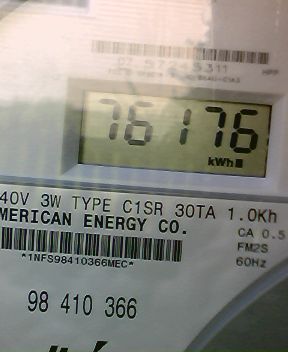 76176
kWh
40V 3W TYPE C1SR 30TA 1.0Kh
MERICAN ENERGY CO.
CA 0.5
FM2S
60Hz
*1NFS98410366MEC*
98 410 366